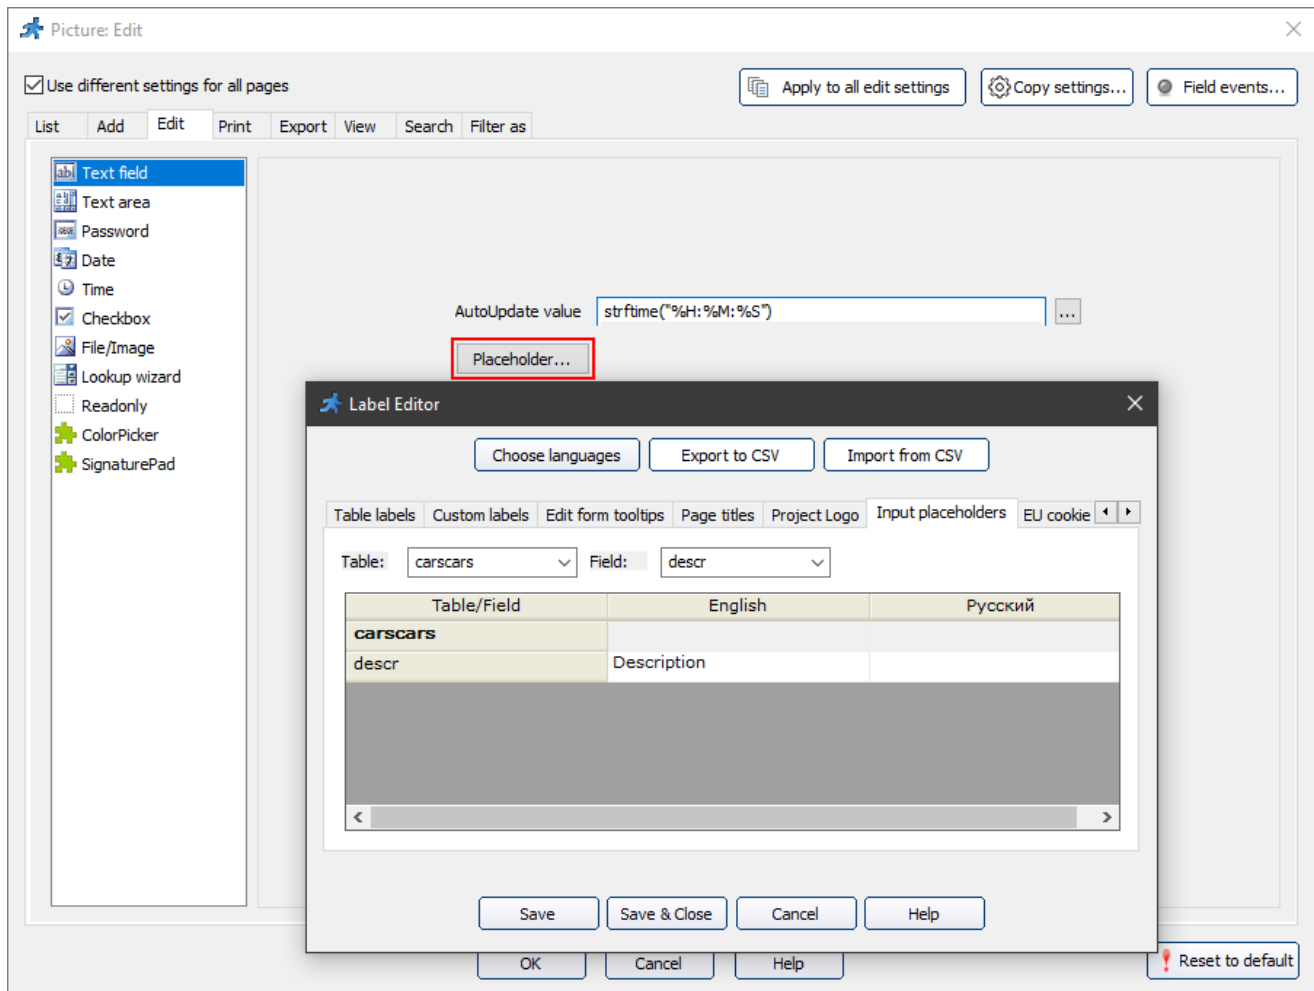 Picture: Edit
Use different settings for all pages
Apply to all edit settings
Copy settings...
Field events...
List Add Edit Print Export View Search Filter as
Text field
Text area
Password
Date
Time
Checkbox
File/Image
Lookup wizard
Readonly
ColorPicker
SignaturePad
AutoUpdate value strftime("%H:%M:%S") ...
Placeholder...
Label Editor
Choose languages Export to CSV Import from CSV
Table labels Custom labels Edit form tooltips Page titles Project Logo Input placeholders EU cookie
Table: carscars Field: descr
Table/Field English Русский
carscars
descr Description
Save Save & Close Cancel Help
OK Cancel Help Reset to default